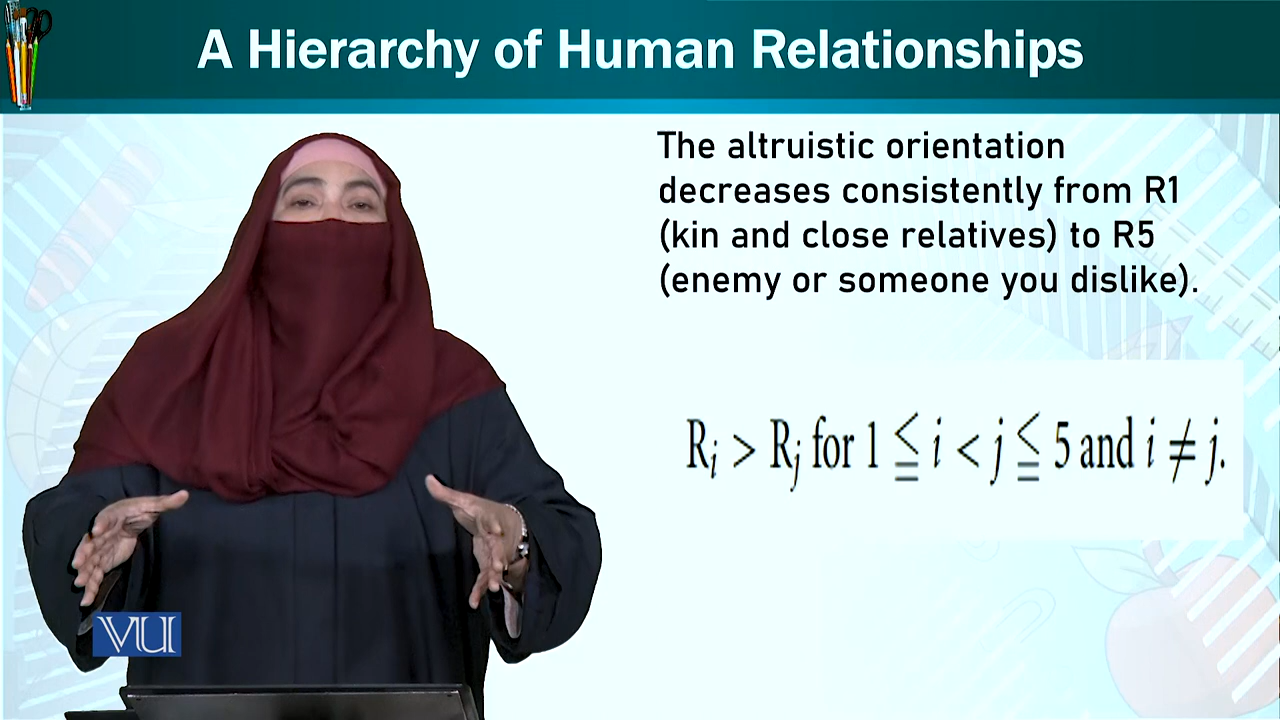 A Hierarchy of Human Relationships
The altruistic orientation
decreases consistently from R1
(kin and close relatives) to R5
(enemy or someone you dislike).
Rᵢ > Rⱼ for 1 ≦ i < j ≦ 5 and i ≠ j.
VU